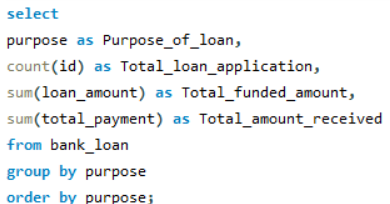 select
purpose as Purpose_of_loan,
count(id) as Total_loan_application,
sum(loan_amount) as Total_funded_amount,
sum(total_payment) as Total_amount_received
from bank_loan
group by purpose
order by purpose;